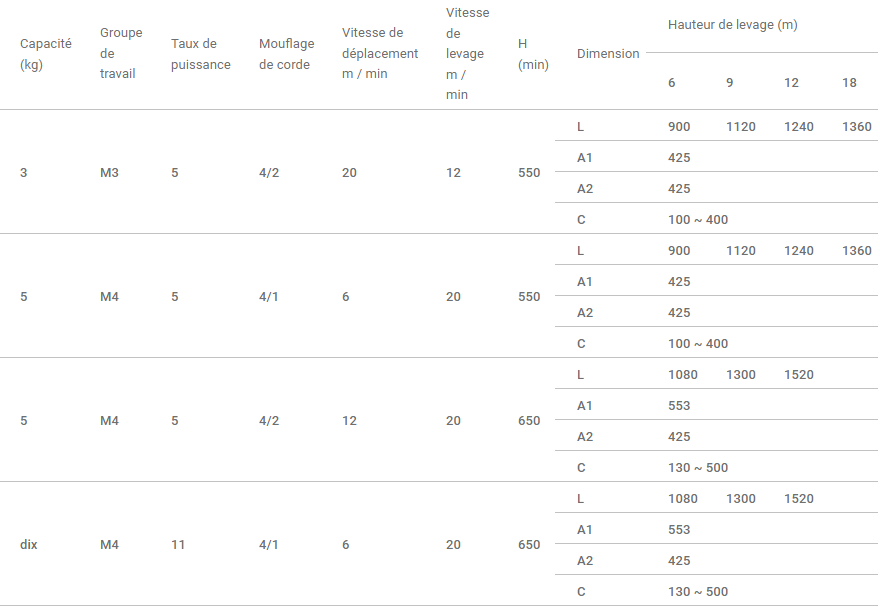 Capacité (kg) Groupe de travail Taux de puissance Mouflage de corde Vitesse de déplacement m / min Vitesse de levage m / min H (min) Dimension Hauteur de levage (m)
6 9 12 18
3 M3 5 4/2 20 12 550 L 900 1120 1240 1360
A1 425
A2 425
C 100 ~ 400
5 M4 5 4/1 6 20 550 L 900 1120 1240 1360
A1 425
A2 425
C 100 ~ 400
5 M4 5 4/2 12 20 650 L 1080 1300 1520
A1 553
A2 425
C 130 ~ 500
dix M4 11 4/1 6 20 650 L 1080 1300 1520
A1 553
A2 425
C 130 ~ 500